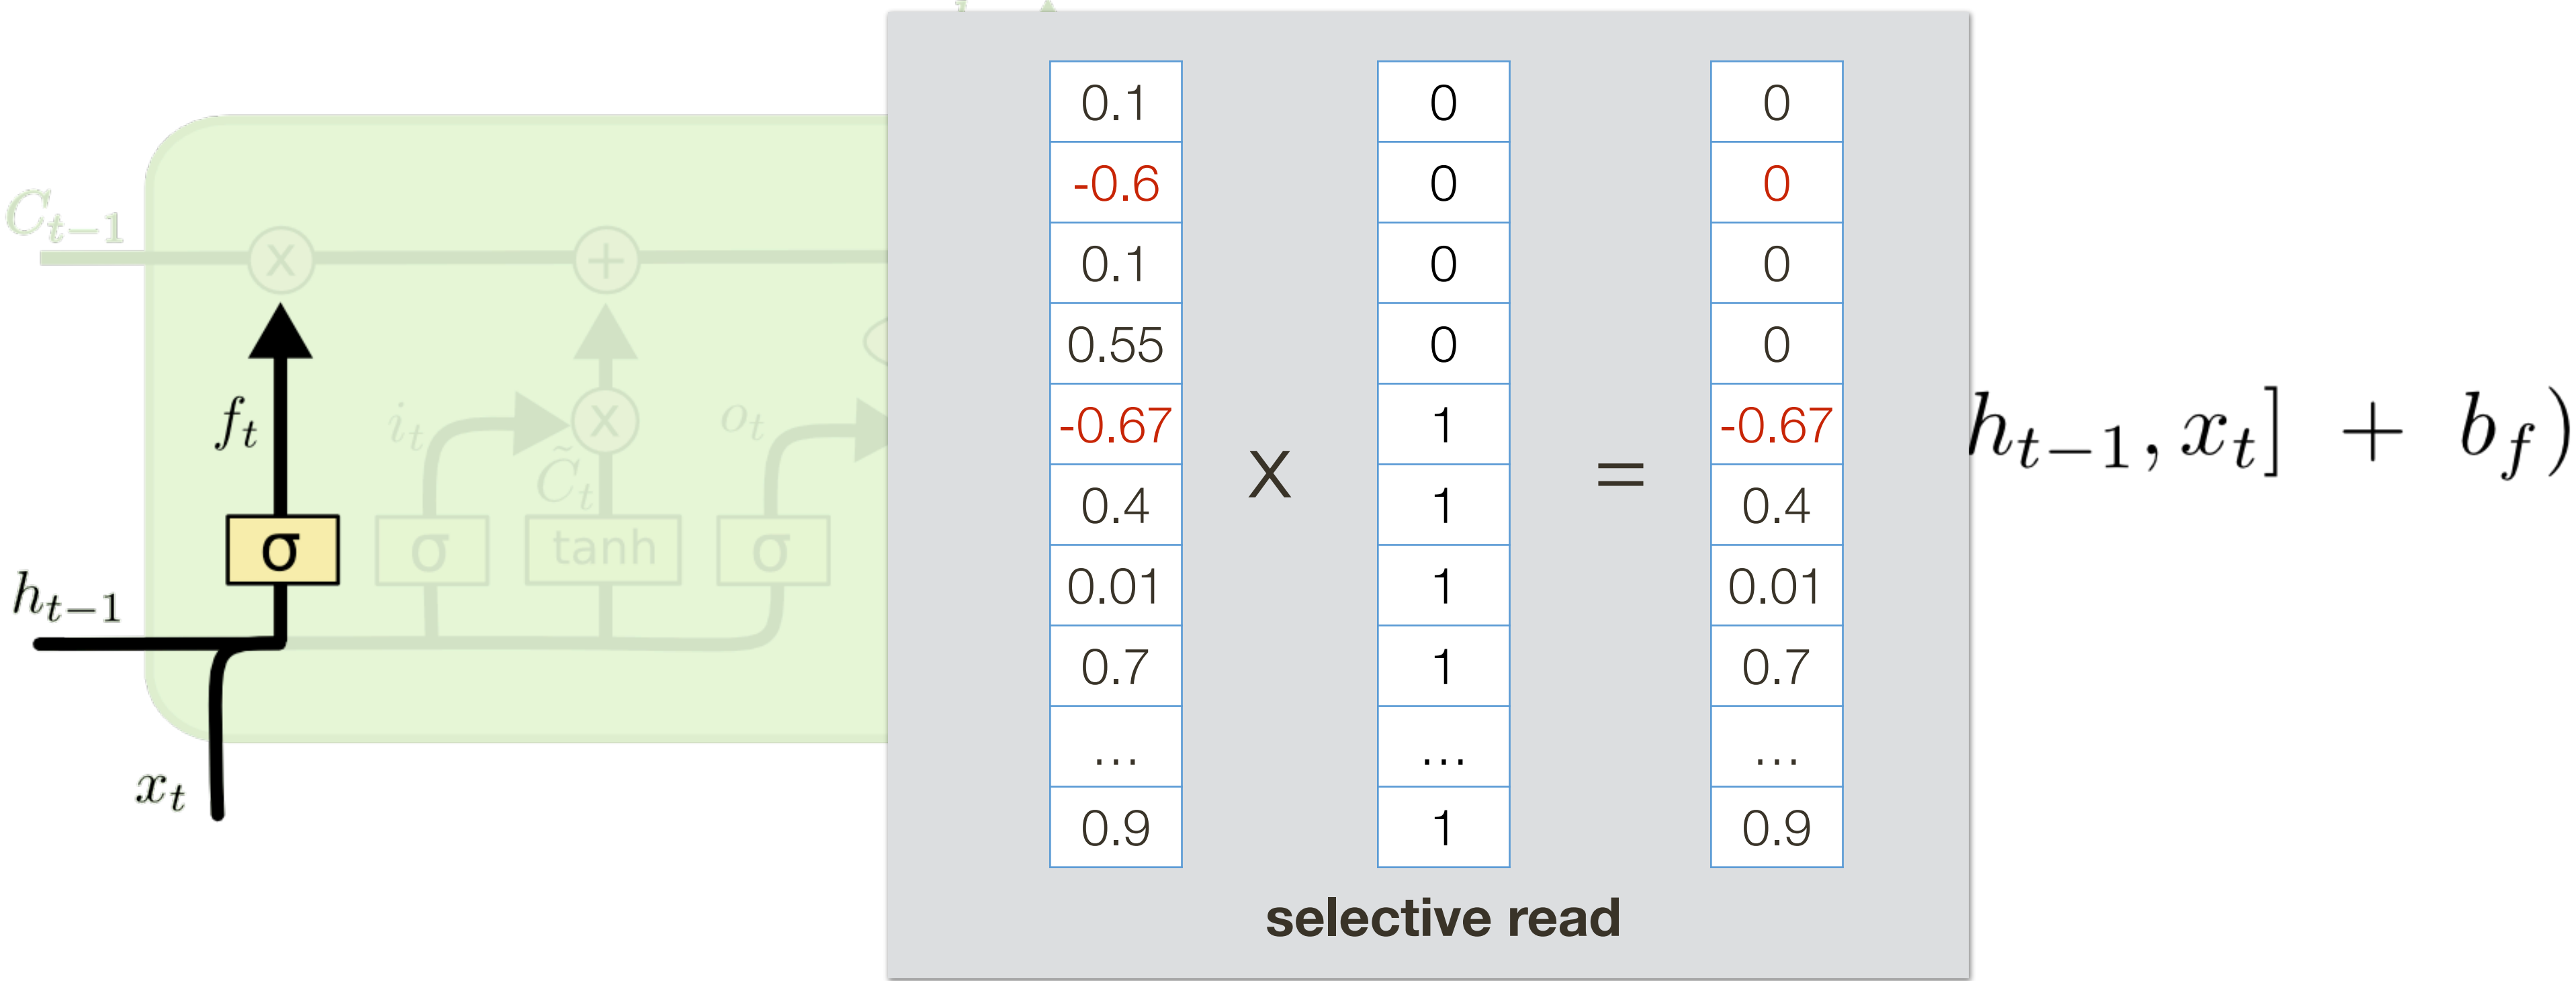 C_{t-1}
x
+
f_t
i_t
x
o_t
C̃_t
σ
σ
tanh
σ
h_{t-1}
x_t
0.1 0 0
-0.6 0 0
0.1 0 0
0.55 0 0
-0.67 1 -0.67
x =
0.4 1 0.4
0.01 1 0.01
0.7 1 0.7
... ... ...
0.9 1 0.9
selective read
h_{t-1}, x_t] + b_f)